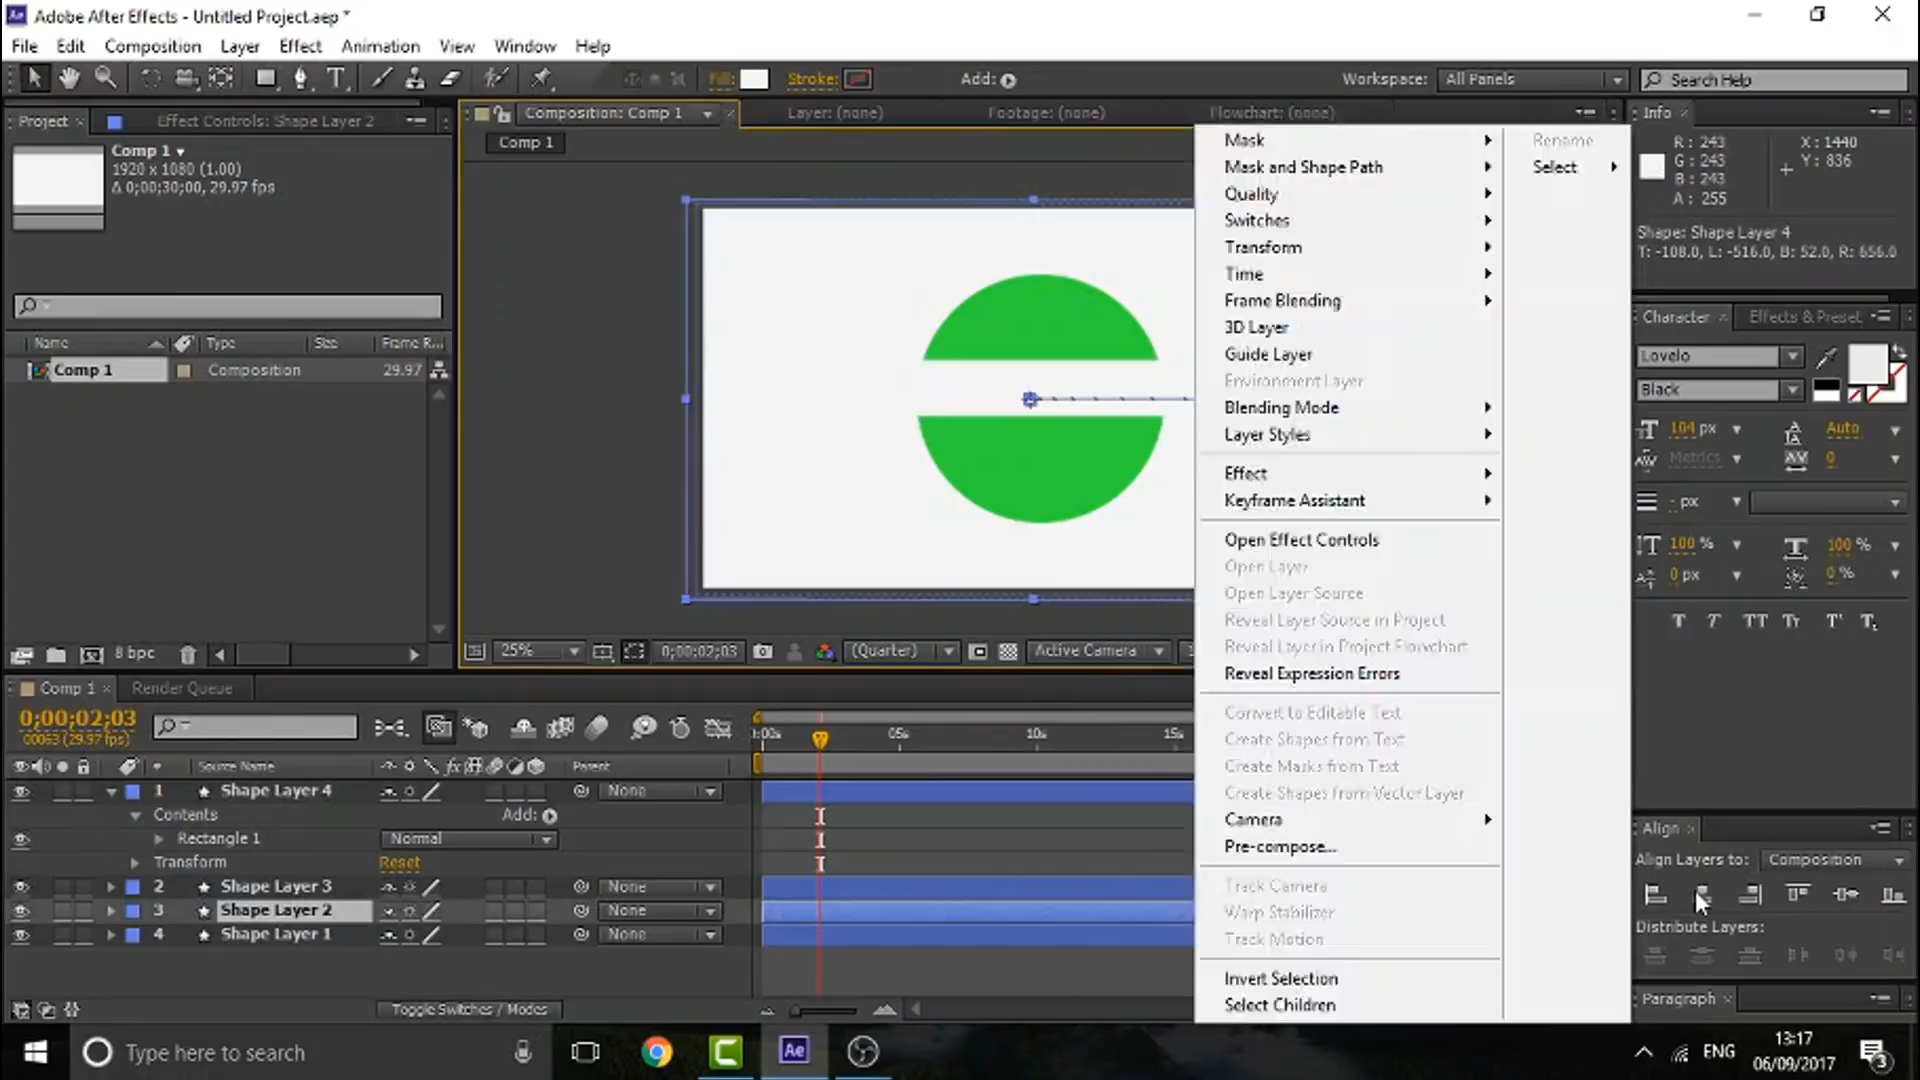 Adobe After Effects - Untitled Project.aep *
File Edit Composition Layer Effect Animation View Window Help
Fill: Stroke: Add: Workspace: All Panels Search Help
Project Effect Controls: Shape Layer 2
Composition: Comp 1 Layer: (none) Footage: (none) Flowchart: (none)
Comp 1
1920 x 1080 (1.00)
Δ 0;00;30;00, 29.97 fps
Comp 1
Name Type Size Frame R...
Comp 1 Composition 29.97
8 bpc
25% 0;00;02;03 (Quarter) Active Camera 1
Mask
Mask and Shape Path
Quality
Switches
Transform
Time
Frame Blending
3D Layer
Guide Layer
Environment Layer
Blending Mode
Layer Styles
Effect
Keyframe Assistant
Open Effect Controls
Open Layer
Open Layer Source
Reveal Layer Source in Project
Reveal Layer in Project Flowchart
Reveal Expression Errors
Convert to Editable Text
Create Shapes from Text
Create Masks from Text
Create Shapes from Vector Layer
Camera
Pre-compose...
Track Camera
Warp Stabilizer
Track Motion
Invert Selection
Select Children
Rename
Select
Info
R: 243 X: 1440
G: 243 Y: 836
B: 243
A: 255
Shape: Shape Layer 4
T: -108.0, L: -516.0, B: 52.0, R: 656.0
Character Effects & Preset
Lovelo
Black
104 px Auto
Metrics 0
- px
100 % 100 %
0 px 0 %
T T TT Tr T' T,
Align
Align Layers to: Composition
Distribute Layers:
Paragraph
Comp 1 Render Queue
0;00;02;03
00063 (29.97 fps)
:00s 05s 10s 15s
# Source Name fx Parent
1 Shape Layer 4 None
Contents Add:
Rectangle 1 Normal
Transform Reset
2 Shape Layer 3 None
3 Shape Layer 2 None
4 Shape Layer 1 None
Toggle Switches / Modes
Type here to search
Ae
ENG
13:17
06/09/2017
3